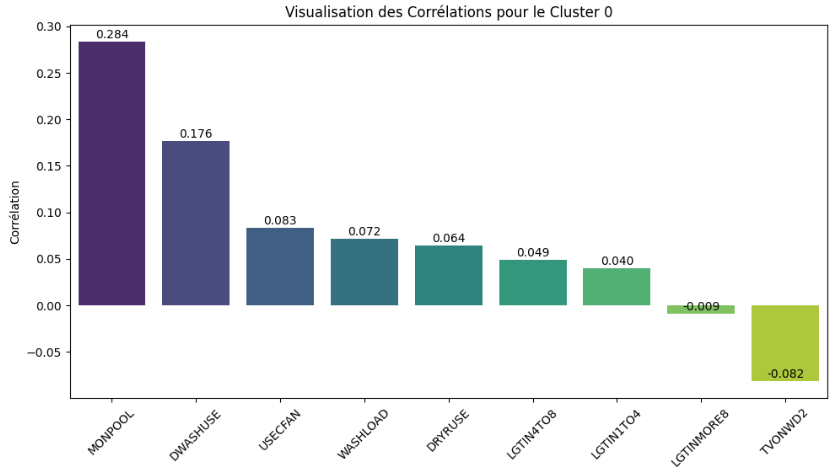 Visualisation des Corrélations pour le Cluster 0
Corrélation
0.30
0.25
0.20
0.15
0.10
0.05
0.00
−0.05
0.284
0.176
0.083
0.072
0.064
0.049
0.040
-0.009
-0.082
MONPOOL
DWASHUSE
USECFAN
WASHLOAD
DRYRUSE
LGTIN4TO8
LGTIN1TO4
LGTINMORE8
TVONWD2